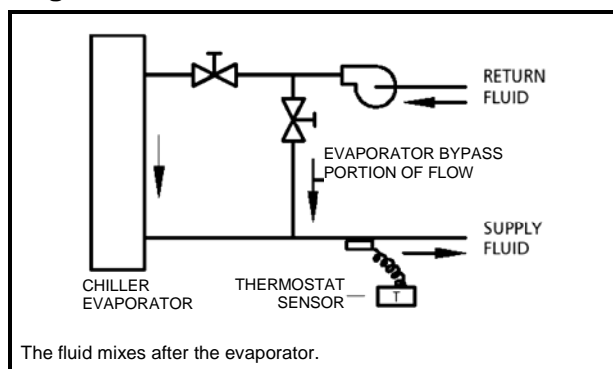 RETURN
FLUID
EVAPORATOR BYPASS
PORTION OF FLOW
SUPPLY
FLUID
CHILLER
EVAPORATOR
THERMOSTAT
SENSOR
T
The fluid mixes after the evaporator.